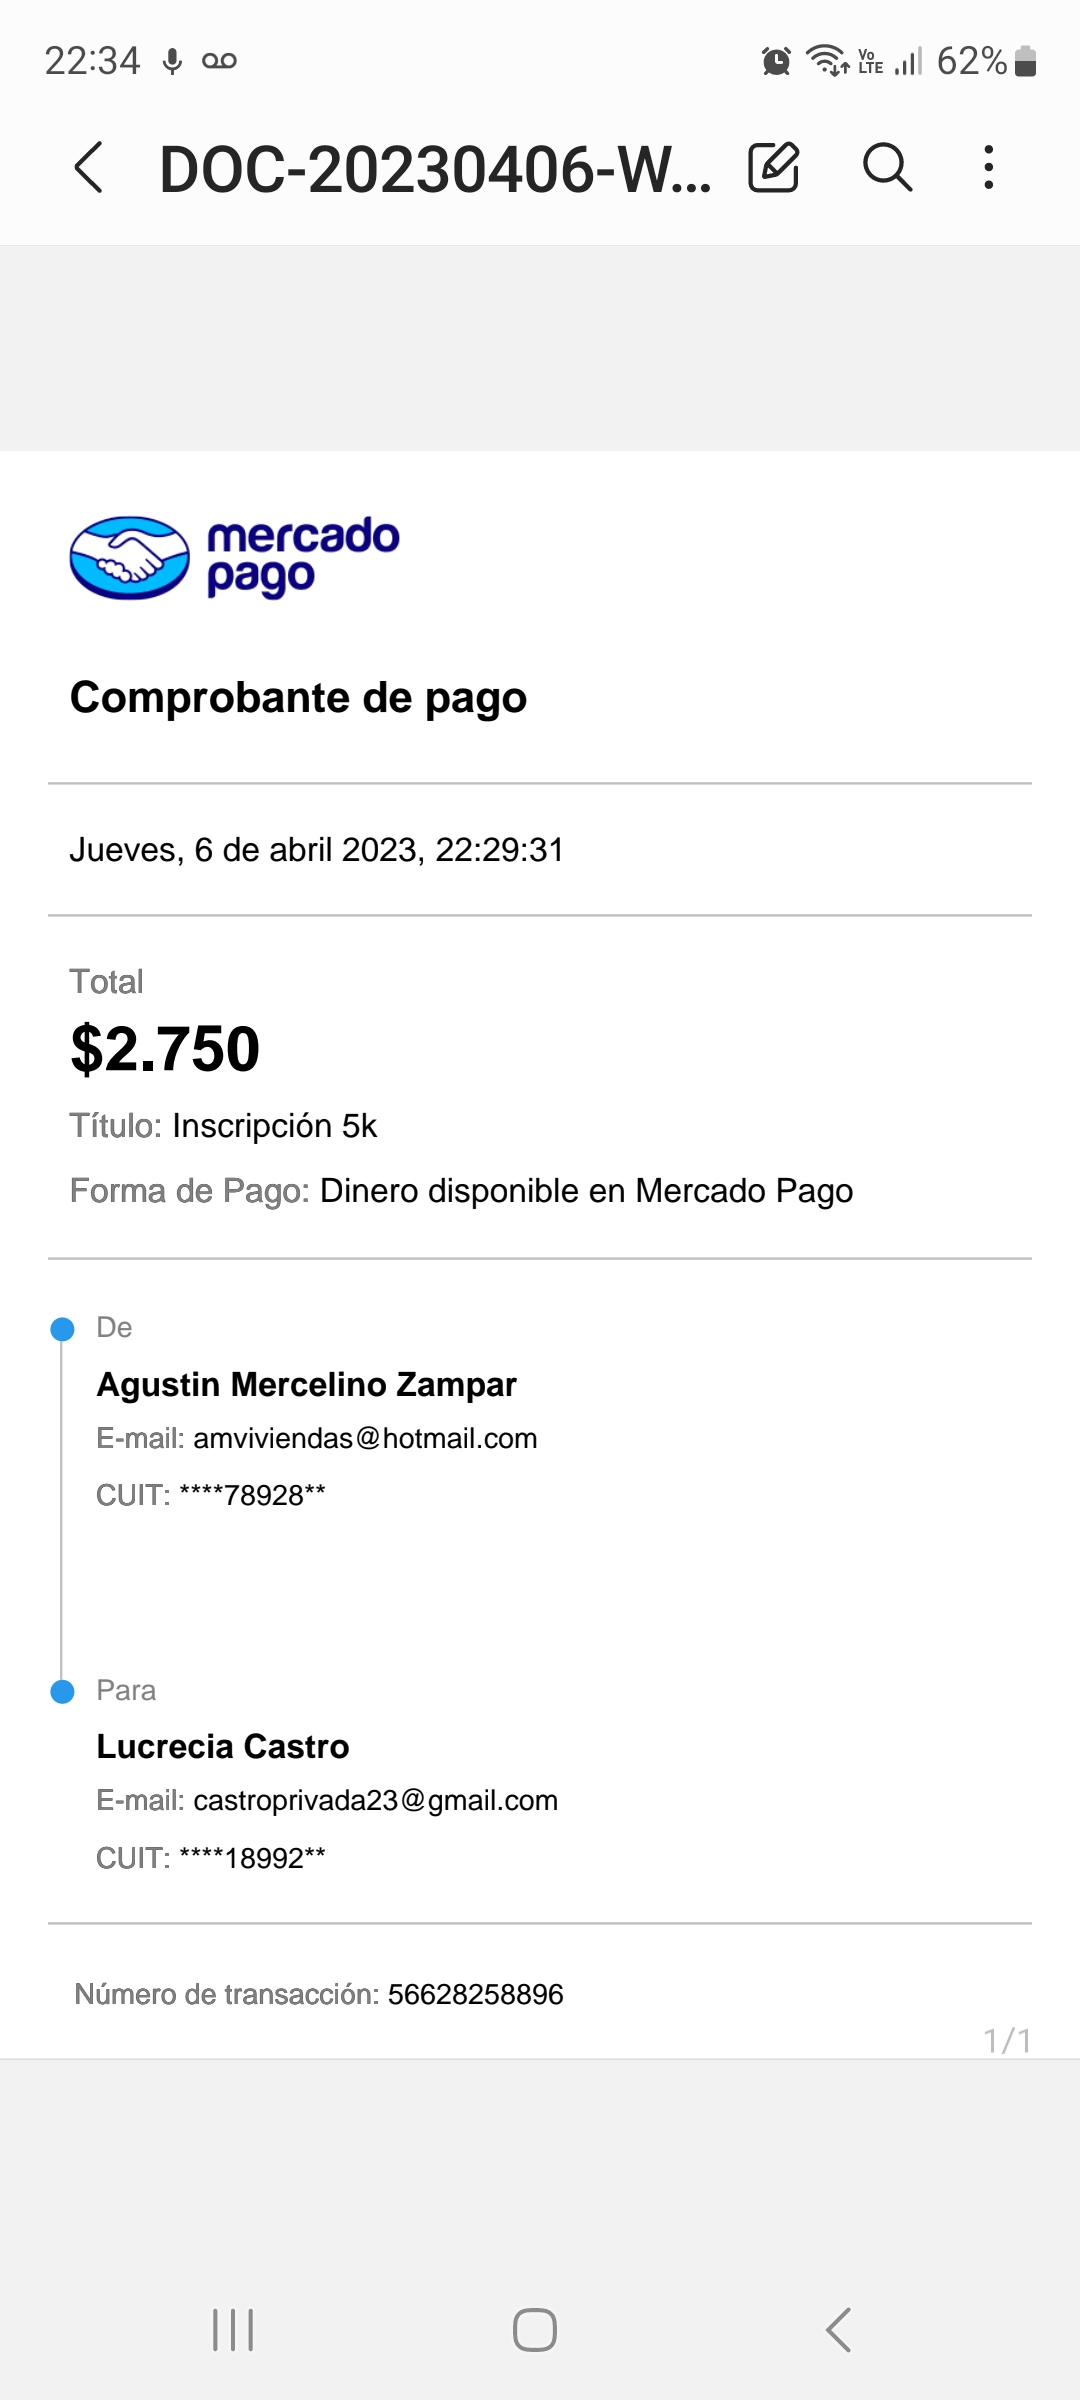 22:34
Vo
LTE
62%
DOC-20230406-W...
mercado
pago
Comprobante de pago
Jueves, 6 de abril 2023, 22:29:31
Total
$2.750
Título: Inscripción 5k
Forma de Pago: Dinero disponible en Mercado Pago
De
Agustin Mercelino Zampar
E-mail: amviviendas@hotmail.com
CUIT: ****78928**
Para
Lucrecia Castro
E-mail: castroprivada23@gmail.com
CUIT: ****18992**
Número de transacción: 56628258896
1/1